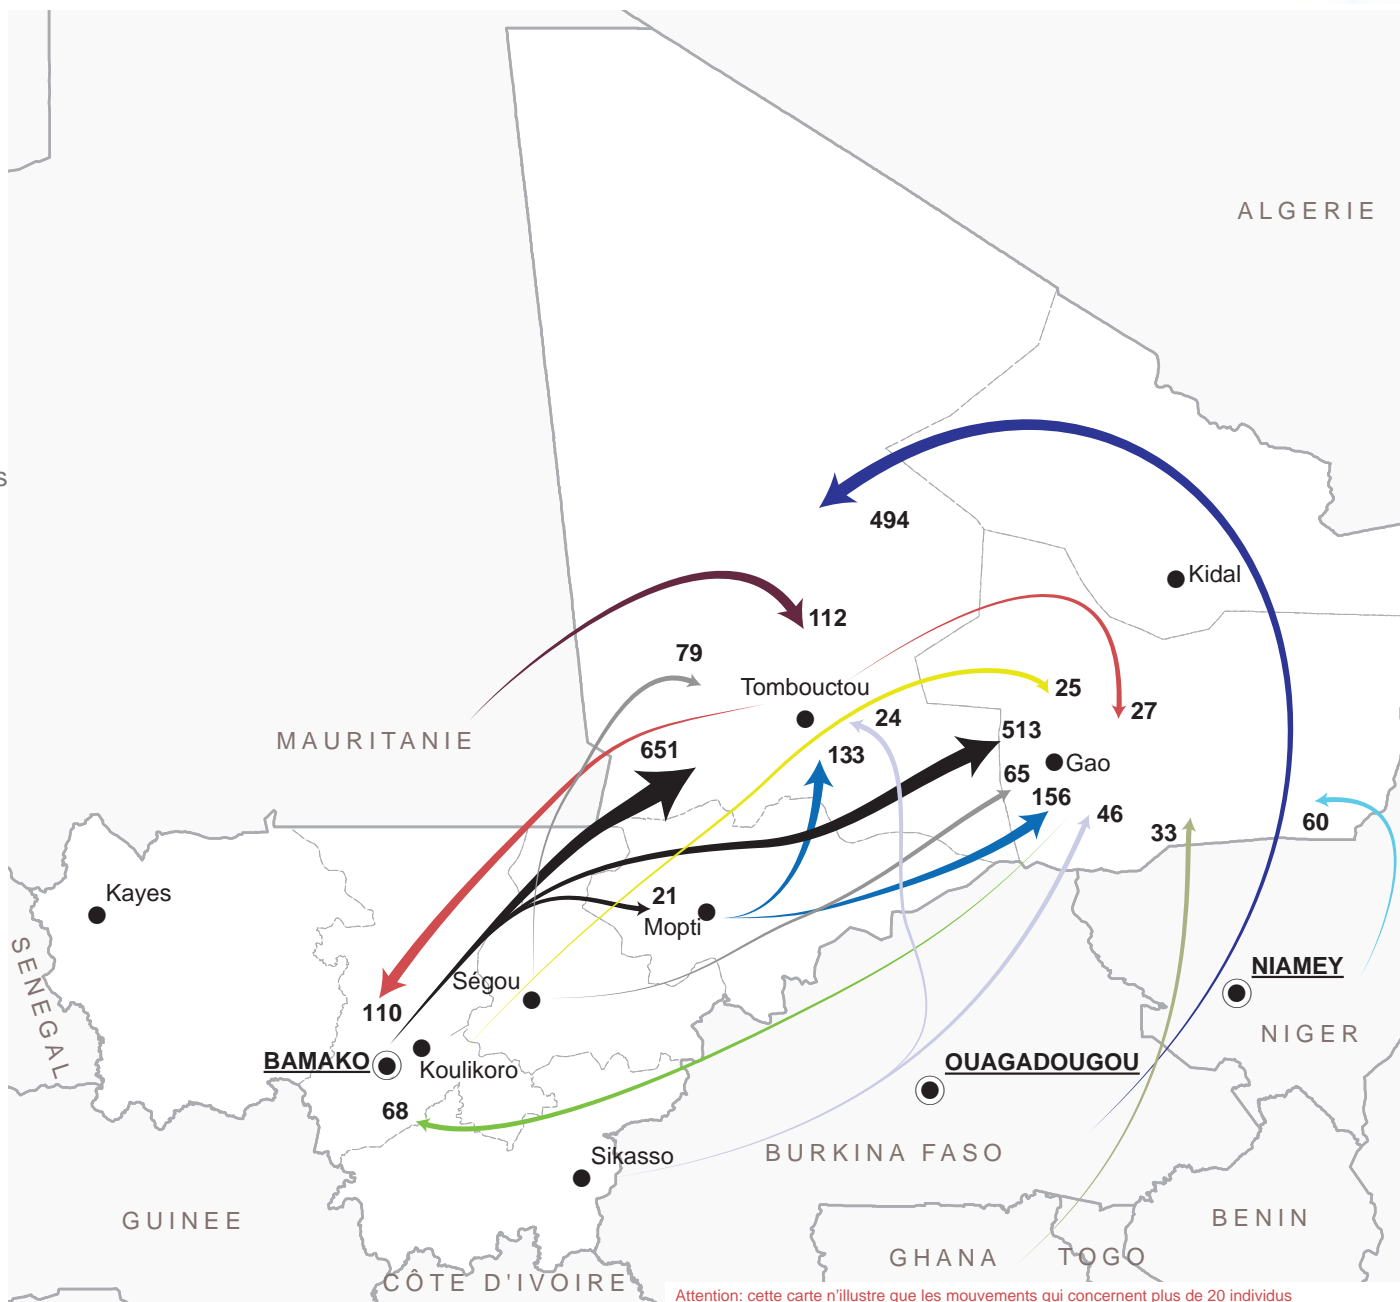 ALGERIE
s
494
Kidal
112
79
Tombouctou
25
24
27
MAURITANIE
651
513
133
65
Gao
156
46
60
33
Kayes
21
Mopti
SENEGAL
Ségou
NIAMEY
110
NIGER
BAMAKO
Koulikoro
OUAGADOUGOU
68
Sikasso
BURKINA FASO
GUINEE
BENIN
GHANA
TOGO
CÔTE D'IVOIRE
Attention: cette carte n'illustre que les mouvements qui concernent plus de 20 individus